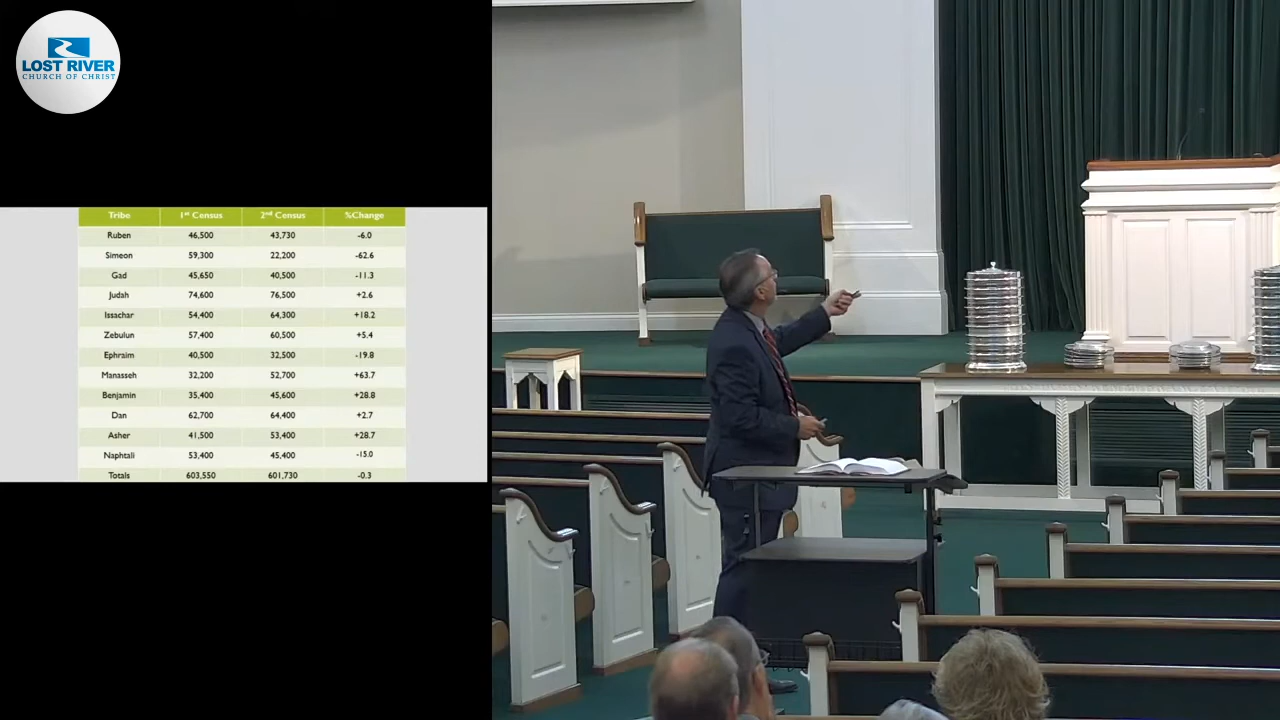 LOST RIVER
CHURCH OF CHRIST
Tribe 1st Census 2nd Census %Change
Ruben 46,500 43,730 -6.0
Simeon 59,300 22,200 -62.6
Gad 45,650 40,500 -11.3
Judah 74,600 76,500 +2.6
Issachar 54,400 64,300 +18.2
Zebulun 57,400 60,500 +5.4
Ephraim 40,500 32,500 -19.8
Manasseh 32,200 52,700 +63.7
Benjamin 35,400 45,600 +28.8
Dan 62,700 64,400 +2.7
Asher 41,500 53,400 +28.7
Naphtali 53,400 45,400 -15.0
Totals 603,550 601,730 -0.3